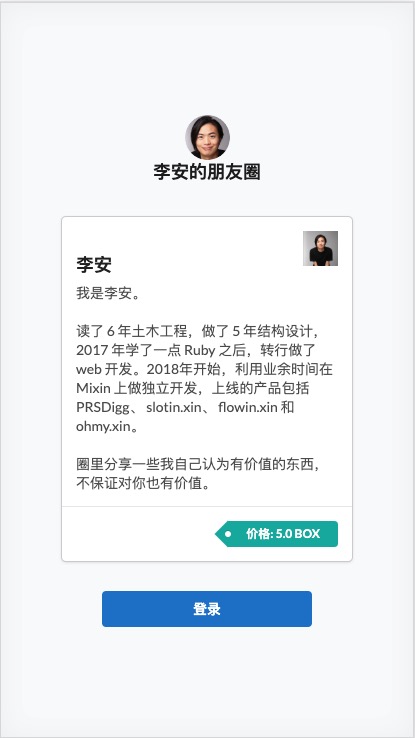 李安的朋友圈
李安
我是李安。
读了 6 年土木工程，做了 5 年结构设计，
2017 年学了一点 Ruby 之后，转行做了
web 开发。2018年开始，利用业余时间在
Mixin 上做独立开发，上线的产品包括
PRSDigg、slotin.xin、flowin.xin 和
ohmy.xin。
圈里分享一些我自己认为有价值的东西，
不保证对你也有价值。
价格: 5.0 BOX
登录